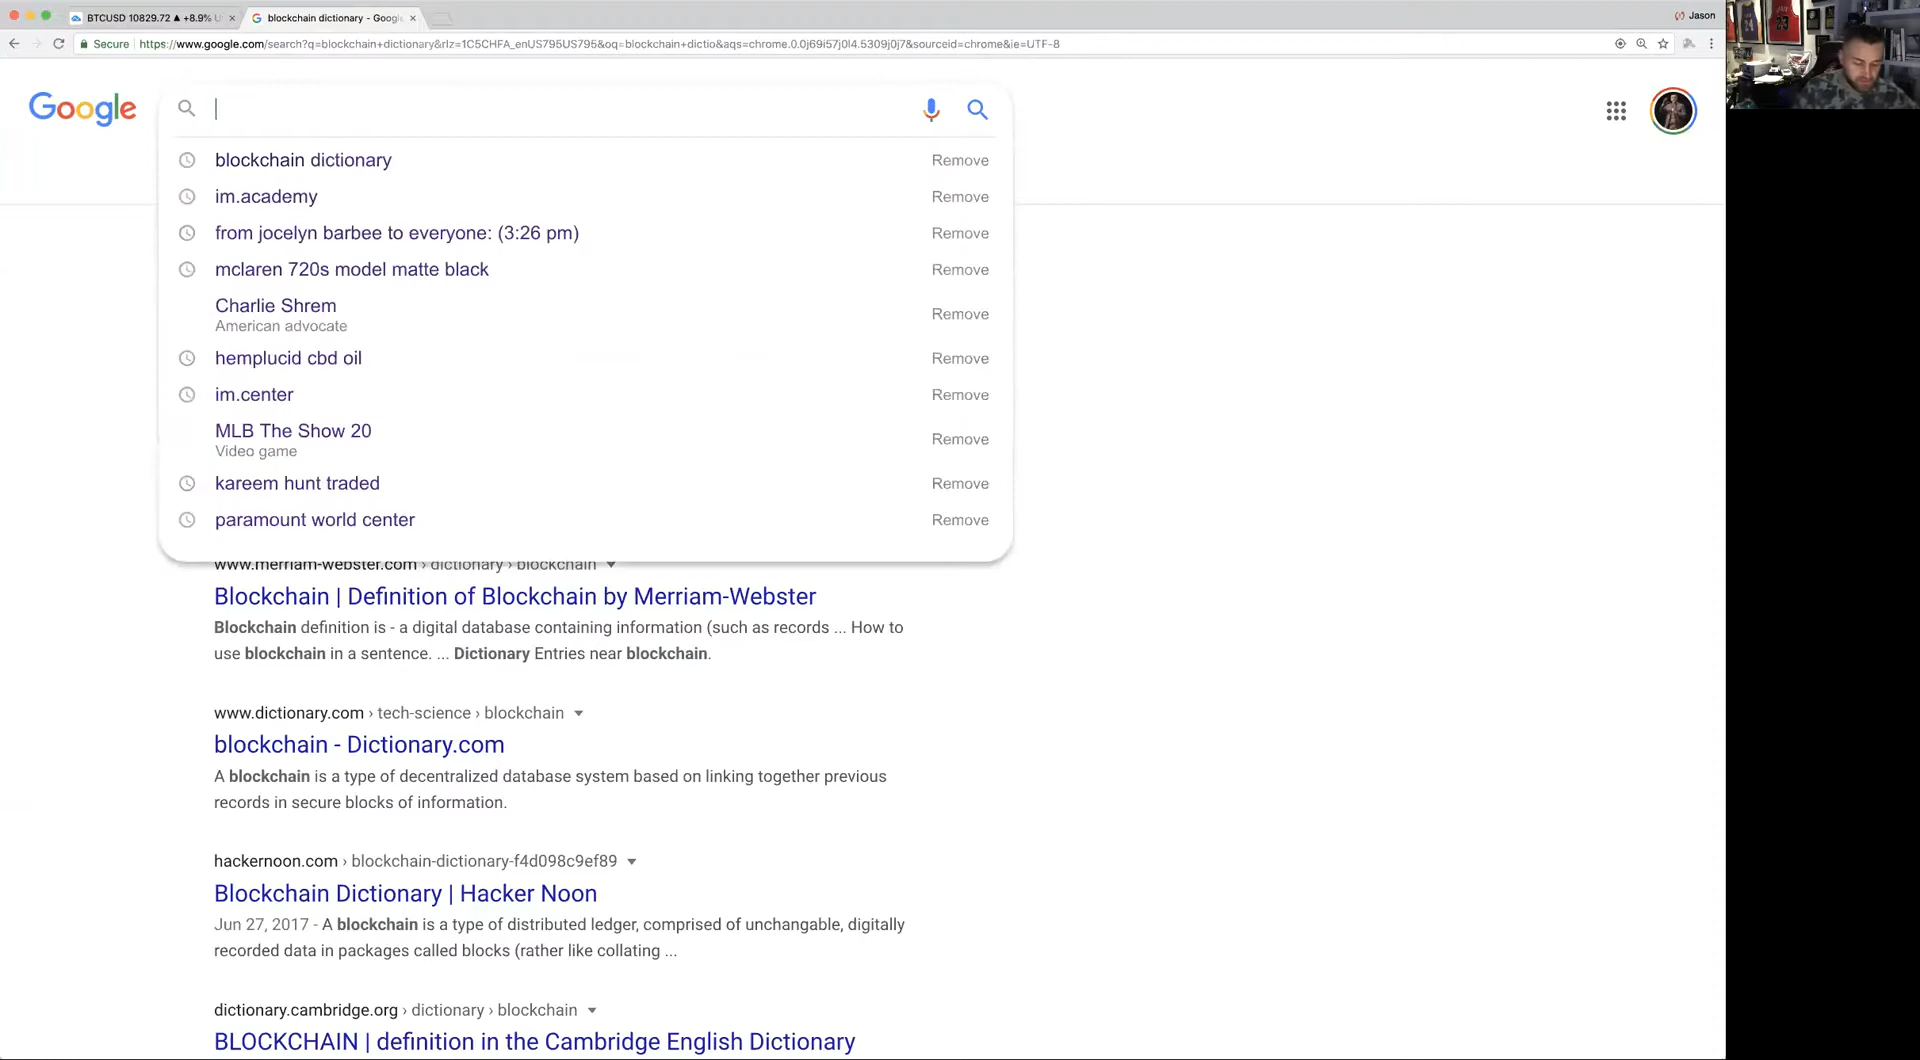 BTCUSD 10829.72 ▲ +8.9% U
blockchain dictionary - Google
Jason
Secure https://www.google.com/search?q=blockchain+dictionary&rlz=1C5CHFA_enUS795US795&oq=blockchain+dictio&aqs=chrome.0.0j69i57j0l4.5309j0j7&sourceid=chrome&ie=UTF-8
Google
blockchain dictionary Remove
im.academy Remove
from jocelyn barbee to everyone: (3:26 pm) Remove
mclaren 720s model matte black Remove
Charlie Shrem
American advocate Remove
hemplucid cbd oil Remove
im.center Remove
MLB The Show 20
Video game Remove
kareem hunt traded Remove
paramount world center Remove
www.merriam-webster.com › dictionary › blockchain
Blockchain | Definition of Blockchain by Merriam-Webster
Blockchain definition is - a digital database containing information (such as records ... How to
use blockchain in a sentence. ... Dictionary Entries near blockchain.
www.dictionary.com › tech-science › blockchain
blockchain - Dictionary.com
A blockchain is a type of decentralized database system based on linking together previous
records in secure blocks of information.
hackernoon.com › blockchain-dictionary-f4d098c9ef89
Blockchain Dictionary | Hacker Noon
Jun 27, 2017 - A blockchain is a type of distributed ledger, comprised of unchangable, digitally
recorded data in packages called blocks (rather like collating ...
dictionary.cambridge.org › dictionary › blockchain
BLOCKCHAIN | definition in the Cambridge English Dictionary